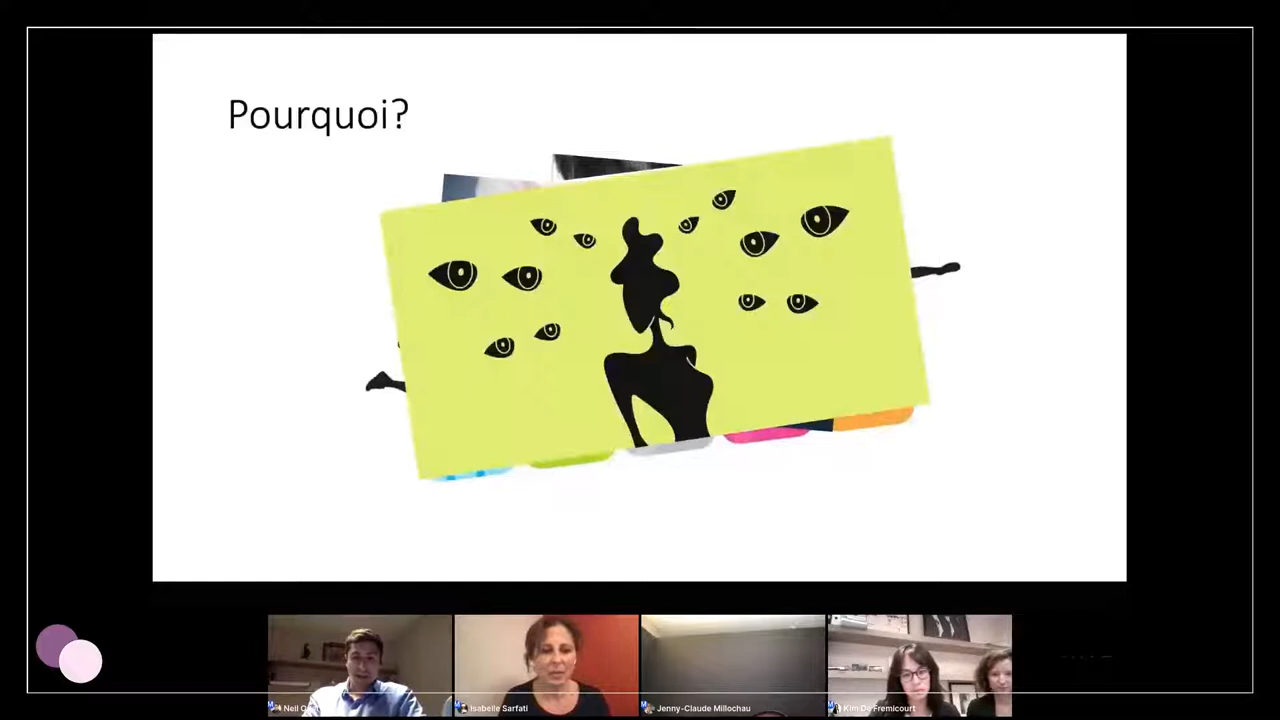 Pourquoi?
Neil
Isabelle Sarfati
Jenny-Claude Millochau
Kim De Fremicourt